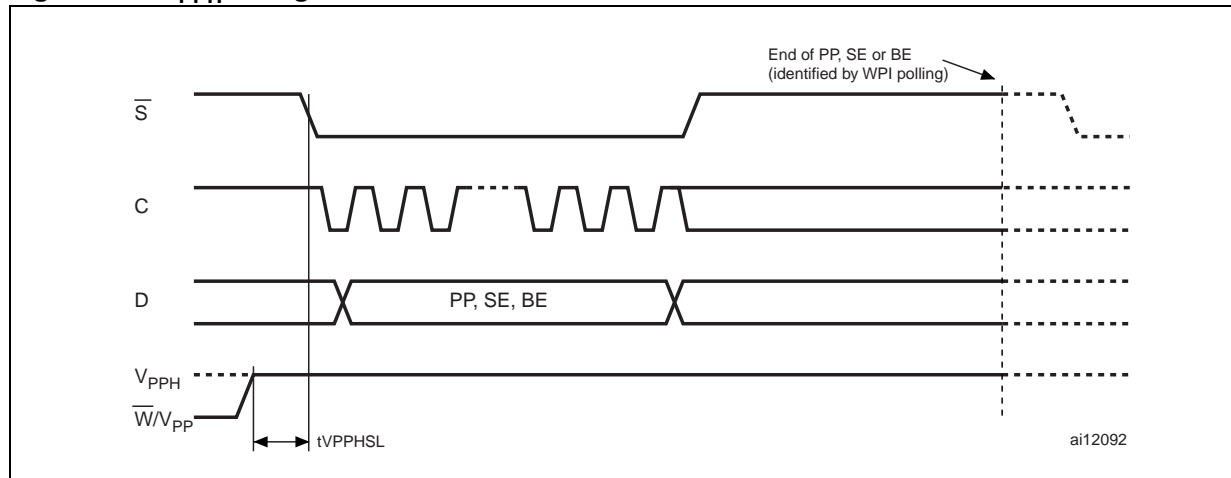 End of PP, SE or BE
(identified by WPI polling)
S
C
D
PP, SE, BE
VPPH
W/VPP
tVPPHSL
ai12092